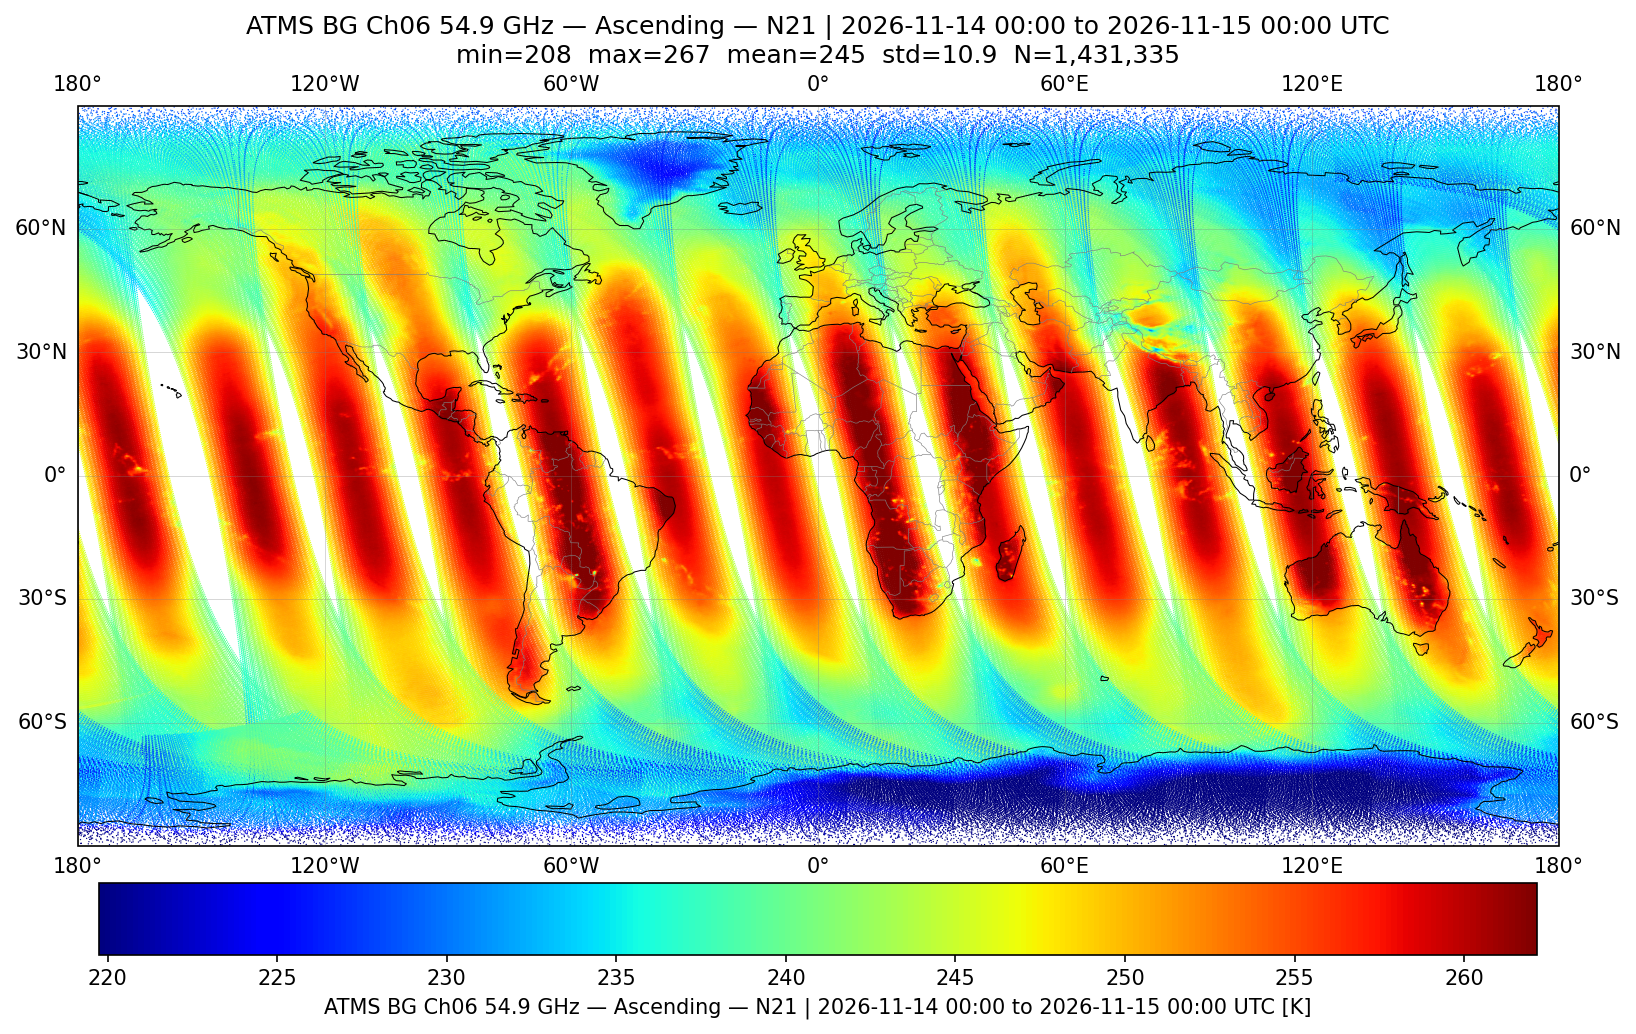 ATMS BG Ch06 54.9 GHz — Ascending — N21 | 2026-11-14 00:00 to 2026-11-15 00:00 UTC
min=208  max=267  mean=245  std=10.9  N=1,431,335
180° 120°W 60°W 0° 60°E 120°E 180°
60°N 60°N
30°N 30°N
0° 0°
30°S 30°S
60°S 60°S
180° 120°W 60°W 0° 60°E 120°E 180°
220 225 230 235 240 245 250 255 260
ATMS BG Ch06 54.9 GHz — Ascending — N21 | 2026-11-14 00:00 to 2026-11-15 00:00 UTC [K]